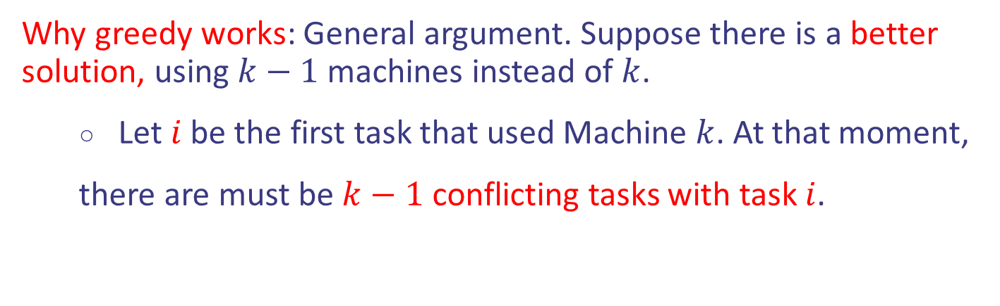 Why greedy works: General argument. Suppose there is a better
solution, using k − 1 machines instead of k.
○ Let i be the first task that used Machine k. At that moment,
there are must be k − 1 conflicting tasks with task i.